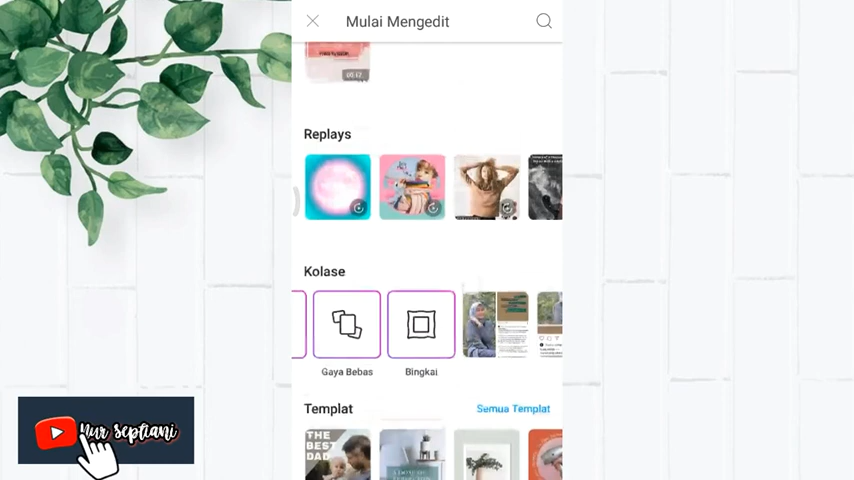 Mulai Mengedit
Replays
Kolase
Gaya Bebas
Bingkai
Templat
Semua Templat
THE
BEST
DAD
Nur Septiani